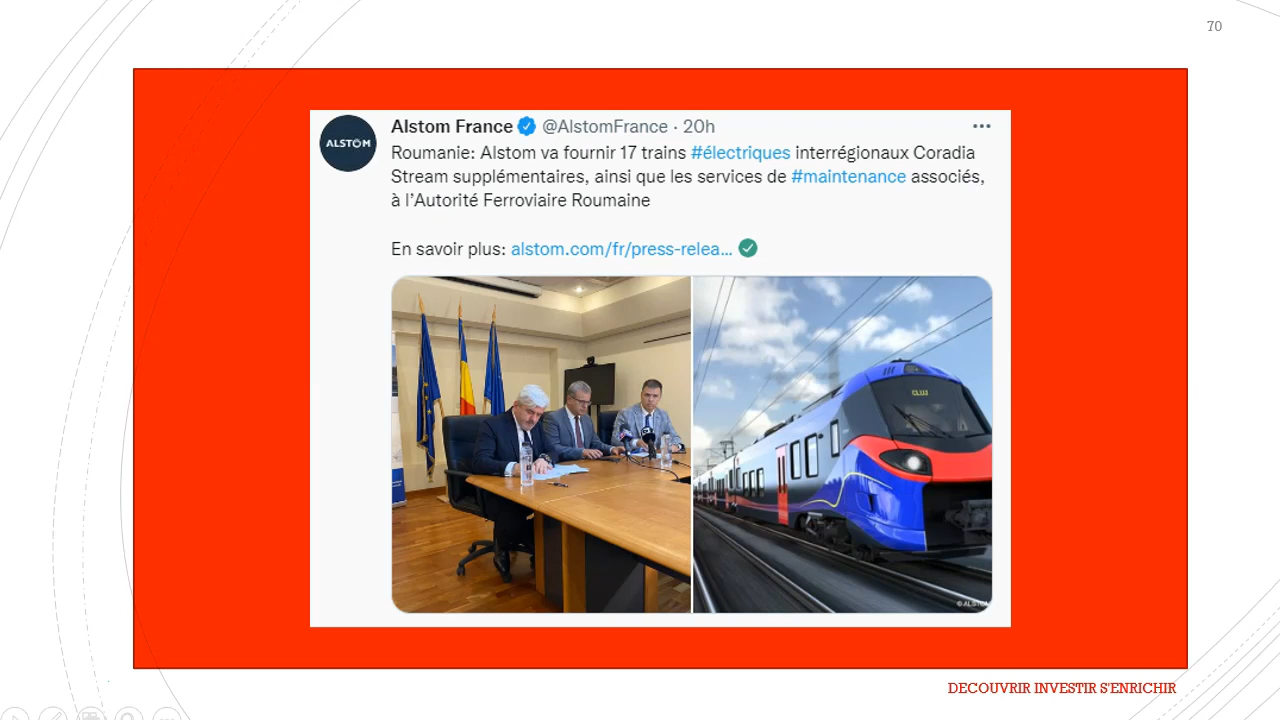 70
Alstom France @AlstomFrance · 20h
ALSTOM
Roumanie: Alstom va fournir 17 trains #électriques interrégionaux Coradia
Stream supplémentaires, ainsi que les services de #maintenance associés,
à l'Autorité Ferroviaire Roumaine
En savoir plus: alstom.com/fr/press-relea...
CLUJ
© ALSTOM
DECOUVRIR INVESTIR S'ENRICHIR